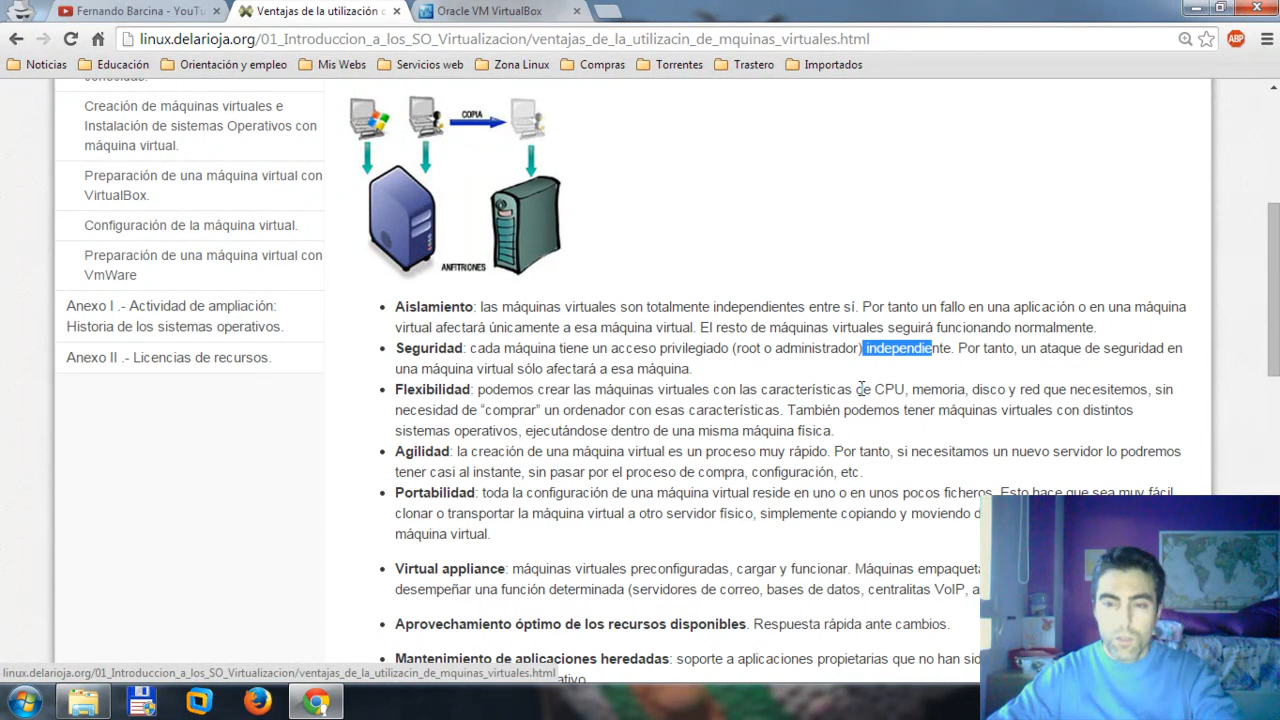 Fernando Barcina - YouTu
Ventajas de la utilización d
Oracle VM VirtualBox
linux.delarioja.org/01_Introduccion_a_los_SO_Virtualizacion/ventajas_de_la_utilizacin_de_mquinas_virtuales.html
ABP
Noticias Educación Orientación y empleo Mis Webs Servicios web Zona Linux Compras Torrentes Trastero Importados
Creación de máquinas virtuales e
Instalación de sistemas Operativos con
máquina virtual.
Preparación de una máquina virtual con
VirtualBox.
Configuración de la máquina virtual.
Preparación de una máquina virtual con
VmWare
Anexo I .- Actividad de ampliación:
Historia de los sistemas operativos.
Anexo II .- Licencias de recursos.
COPIA
ANFITRIONES
• Aislamiento: las máquinas virtuales son totalmente independientes entre sí. Por tanto un fallo en una aplicación o en una máquina
virtual afectará únicamente a esa máquina virtual. El resto de máquinas virtuales seguirá funcionando normalmente.
• Seguridad: cada máquina tiene un acceso privilegiado (root o administrador) independiente. Por tanto, un ataque de seguridad en
una máquina virtual sólo afectará a esa máquina.
• Flexibilidad: podemos crear las máquinas virtuales con las características de CPU, memoria, disco y red que necesitemos, sin
necesidad de “comprar” un ordenador con esas características. También podemos tener máquinas virtuales con distintos
sistemas operativos, ejecutándose dentro de una misma máquina física.
• Agilidad: la creación de una máquina virtual es un proceso muy rápido. Por tanto, si necesitamos un nuevo servidor lo podremos
tener casi al instante, sin pasar por el proceso de compra, configuración, etc.
• Portabilidad: toda la configuración de una máquina virtual reside en uno o en unos pocos ficheros. Esto hace que sea muy fácil
clonar o transportar la máquina virtual a otro servidor físico, simplemente copiando y moviendo d
máquina virtual.
• Virtual appliance: máquinas virtuales preconfiguradas, cargar y funcionar. Máquinas empaqueta
desempeñar una función determinada (servidores de correo, bases de datos, centralitas VoIP, a
• Aprovechamiento óptimo de los recursos disponibles. Respuesta rápida ante cambios.
• Mantenimiento de aplicaciones heredadas: soporte a aplicaciones propietarias que no han sid
linux.delarioja.org/01_Introduccion_a_los_SO_Virtualizacion/ventajas_de_la_utilizacin_de_mquinas_virtuales.html